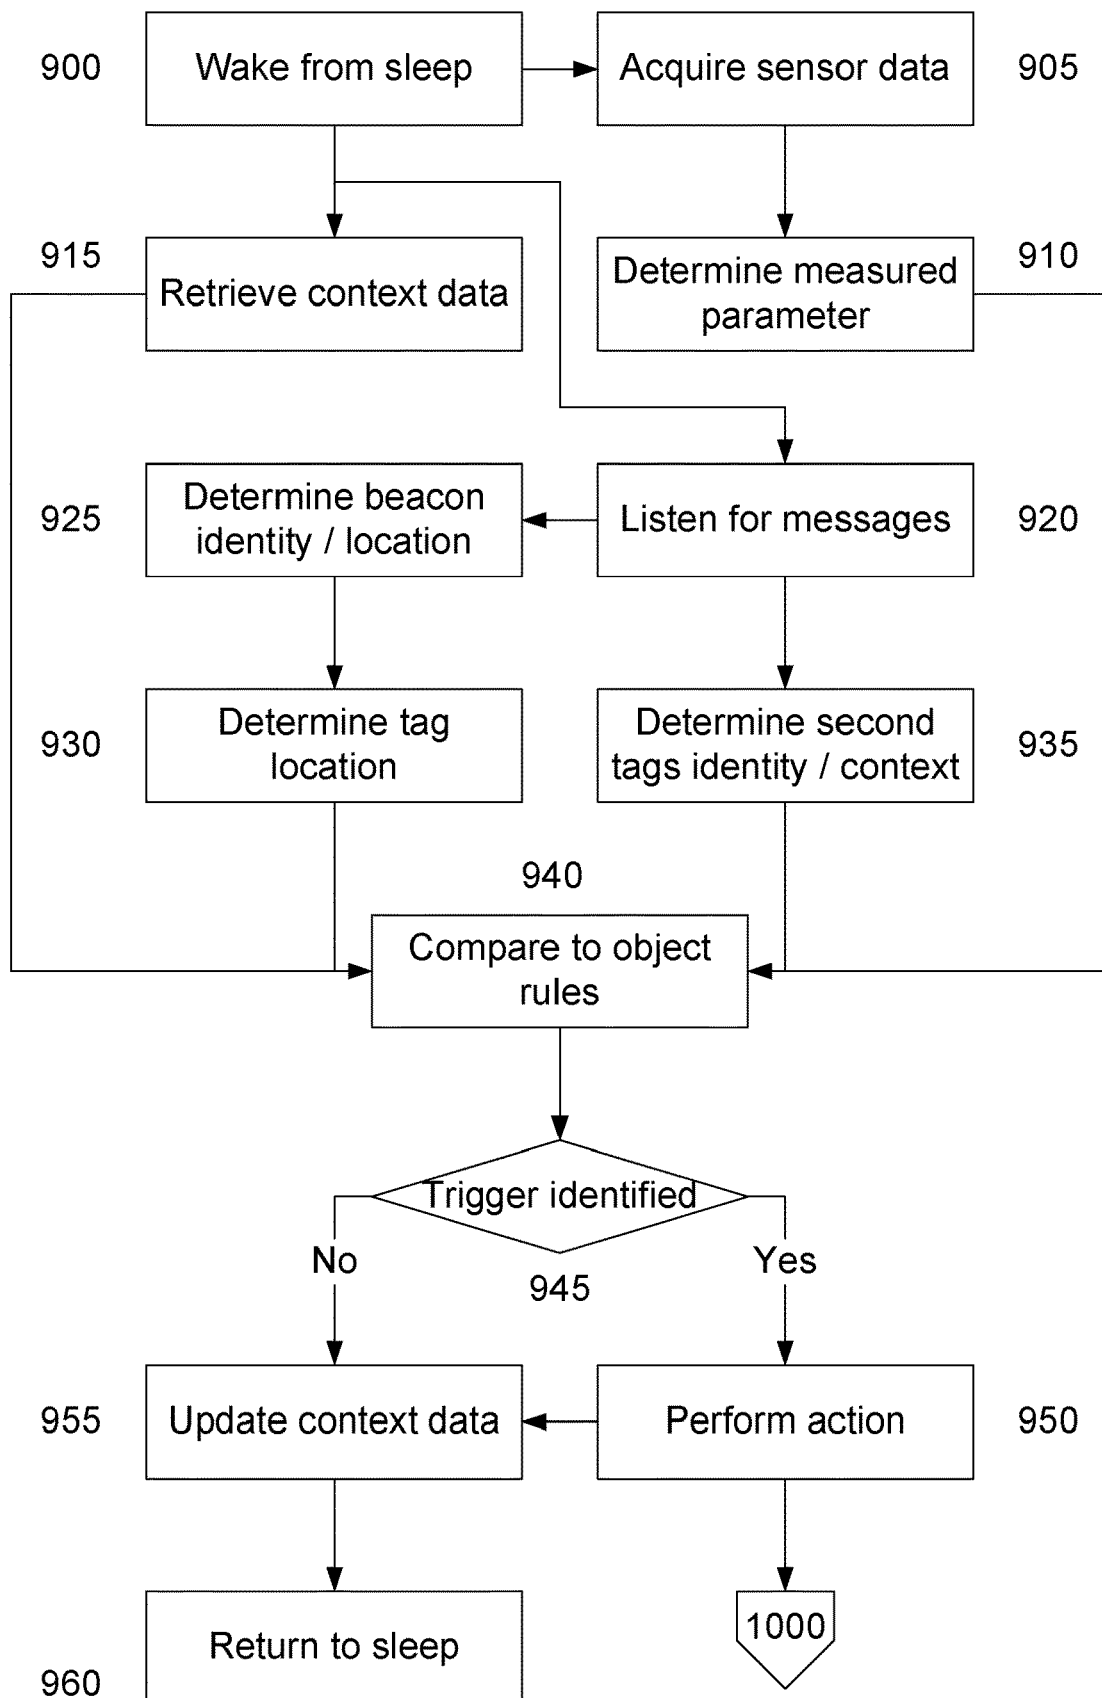 900
Wake from sleep
Acquire sensor data
905
915
Retrieve context data
Determine measured
parameter
910
925
Determine beacon
identity / location
Listen for messages
920
930
Determine tag
location
Determine second
tags identity / context
935
940
Compare to object
rules
Trigger identified
No
945
Yes
955
Update context data
Perform action
950
960
Return to sleep
1000